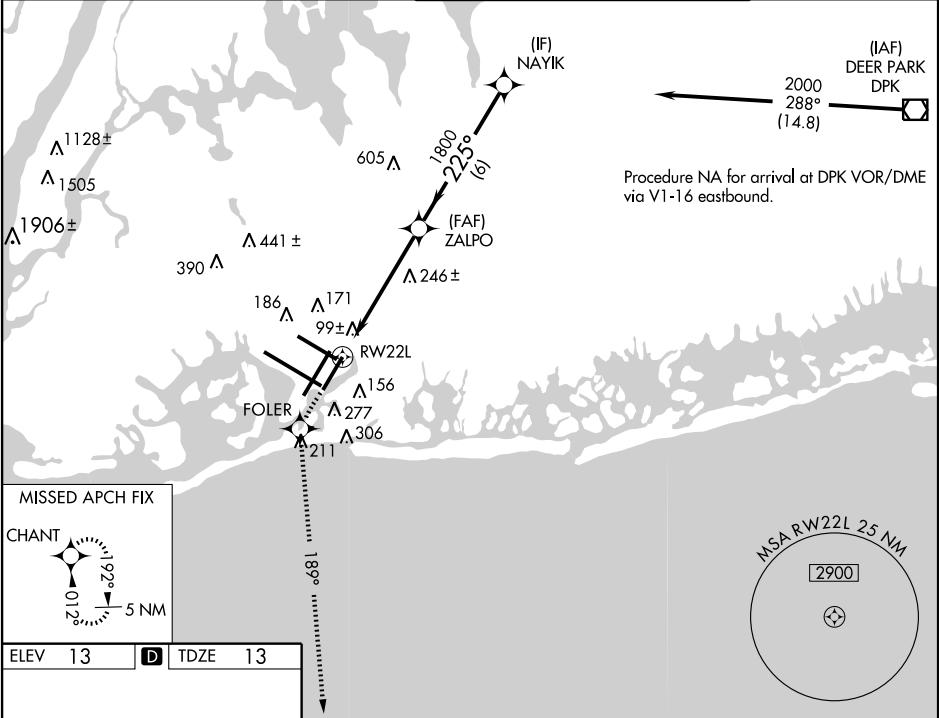 (IF)
NAYIK
(IAF)
DEER PARK
DPK
2000
288°
(14.8)
1800
225°
(6)
1128±
605
1505
Procedure NA for arrival at DPK VOR/DME
via V1-16 eastbound.
(FAF)
ZALPO
1906±
441±
390
246±
186
171
99±
RW22L
156
FOLER
277
306
211
MISSED APCH FIX
CHANT
192°
012°
5 NM
189°
MSA RW22L 25 NM
2900
ELEV 13 D TDZE 13